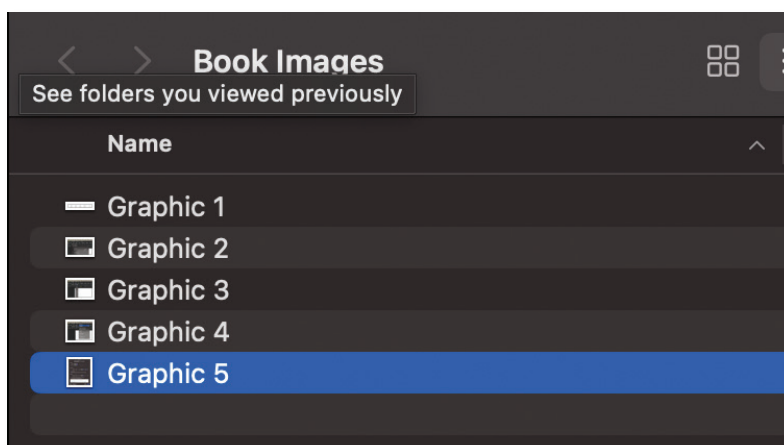 Book Images
See folders you viewed previously
Name
Graphic 1
Graphic 2
Graphic 3
Graphic 4
Graphic 5